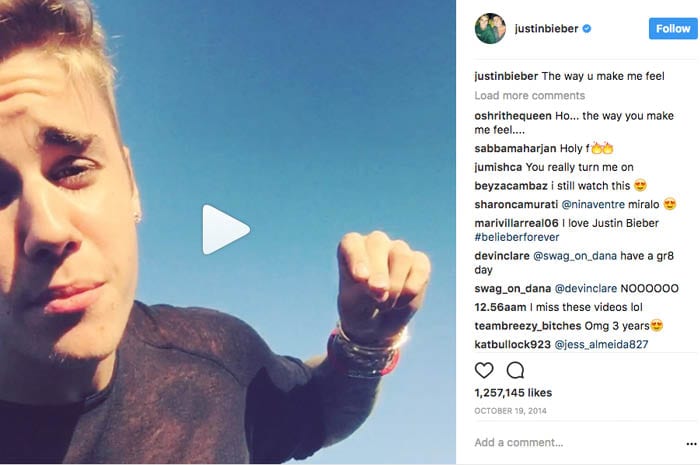 justinbieber
Follow
justinbieber The way u make me feel
Load more comments
oshrithequeen Ho... the way you make
me feel....
sabbamaharjan Holy f🔥🔥
jumishca You really turn me on
beyzacambaz i still watch this 😍
sharoncamurati @ninaventre miralo 😍
marivillarreal06 I love Justin Bieber
#belieberforever
devinclare @swag_on_dana have a gr8
day
swag_on_dana @devinclare NOOOOOO
12.56aam I miss these videos lol
teambreezy_bitches Omg 3 years😍
katbullock923 @jess_almeida827
1,257,145 likes
OCTOBER 19, 2014
Add a comment...